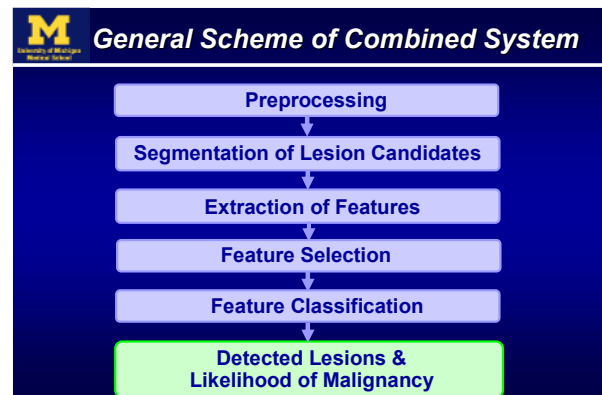 M
University of Michigan
Medical School
General Scheme of Combined System
Preprocessing
Segmentation of Lesion Candidates
Extraction of Features
Feature Selection
Feature Classification
Detected Lesions &
Likelihood of Malignancy